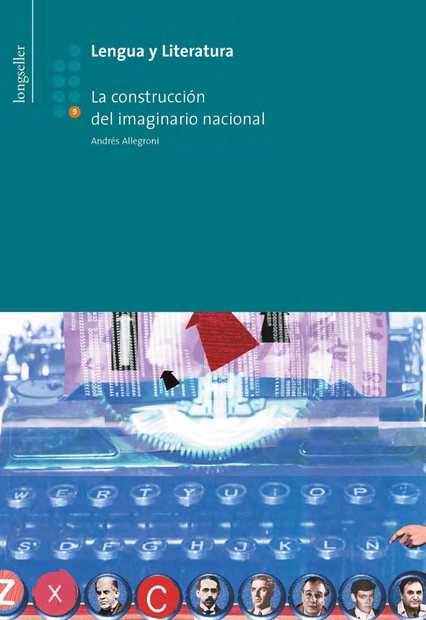 longseller
Lengua y Literatura
9
La construcción
del imaginario nacional
Andrés Allegroni
W E R T Y U I O P
S D F G H J K L Ñ
Z X C